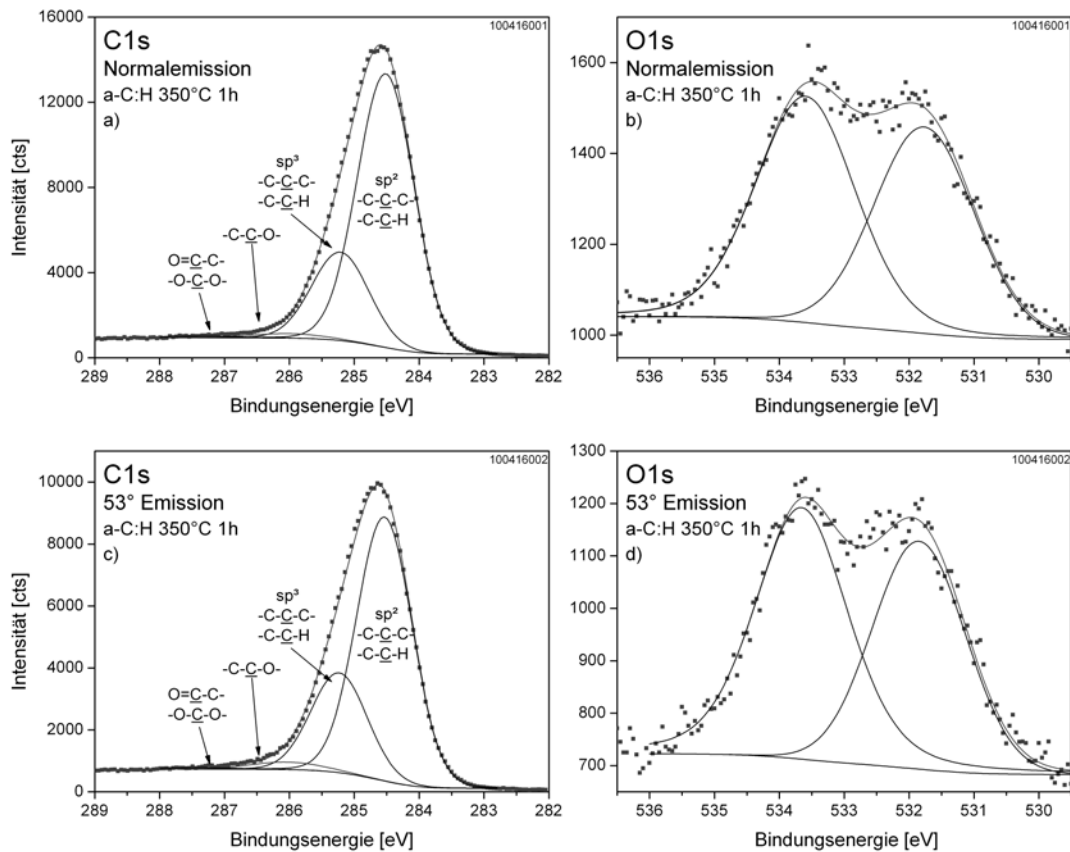 100416001
C1s
Normalemission
a-C:H 350°C 1h
a)
sp³
-C-C-C-
-C-C-H
sp²
-C-C-C-
-C-C-H
-C-C-O-
O=C-C-
-O-C-O-
Intensität [cts]
16000
12000
8000
4000
0
289 288 287 286 285 284 283 282
Bindungsenergie [eV]
100416001
O1s
Normalemission
a-C:H 350°C 1h
b)
1600
1400
1200
1000
536 535 534 533 532 531 530
Bindungsenergie [eV]
100416002
C1s
53° Emission
a-C:H 350°C 1h
c)
sp³
-C-C-C-
-C-C-H
sp²
-C-C-C-
-C-C-H
-C-C-O-
O=C-C-
-O-C-O-
Intensität [cts]
10000
8000
6000
4000
2000
0
289 288 287 286 285 284 283 282
Bindungsenergie [eV]
100416002
O1s
53° Emission
a-C:H 350°C 1h
d)
1300
1200
1100
1000
900
800
700
536 535 534 533 532 531 530
Bindungsenergie [eV]